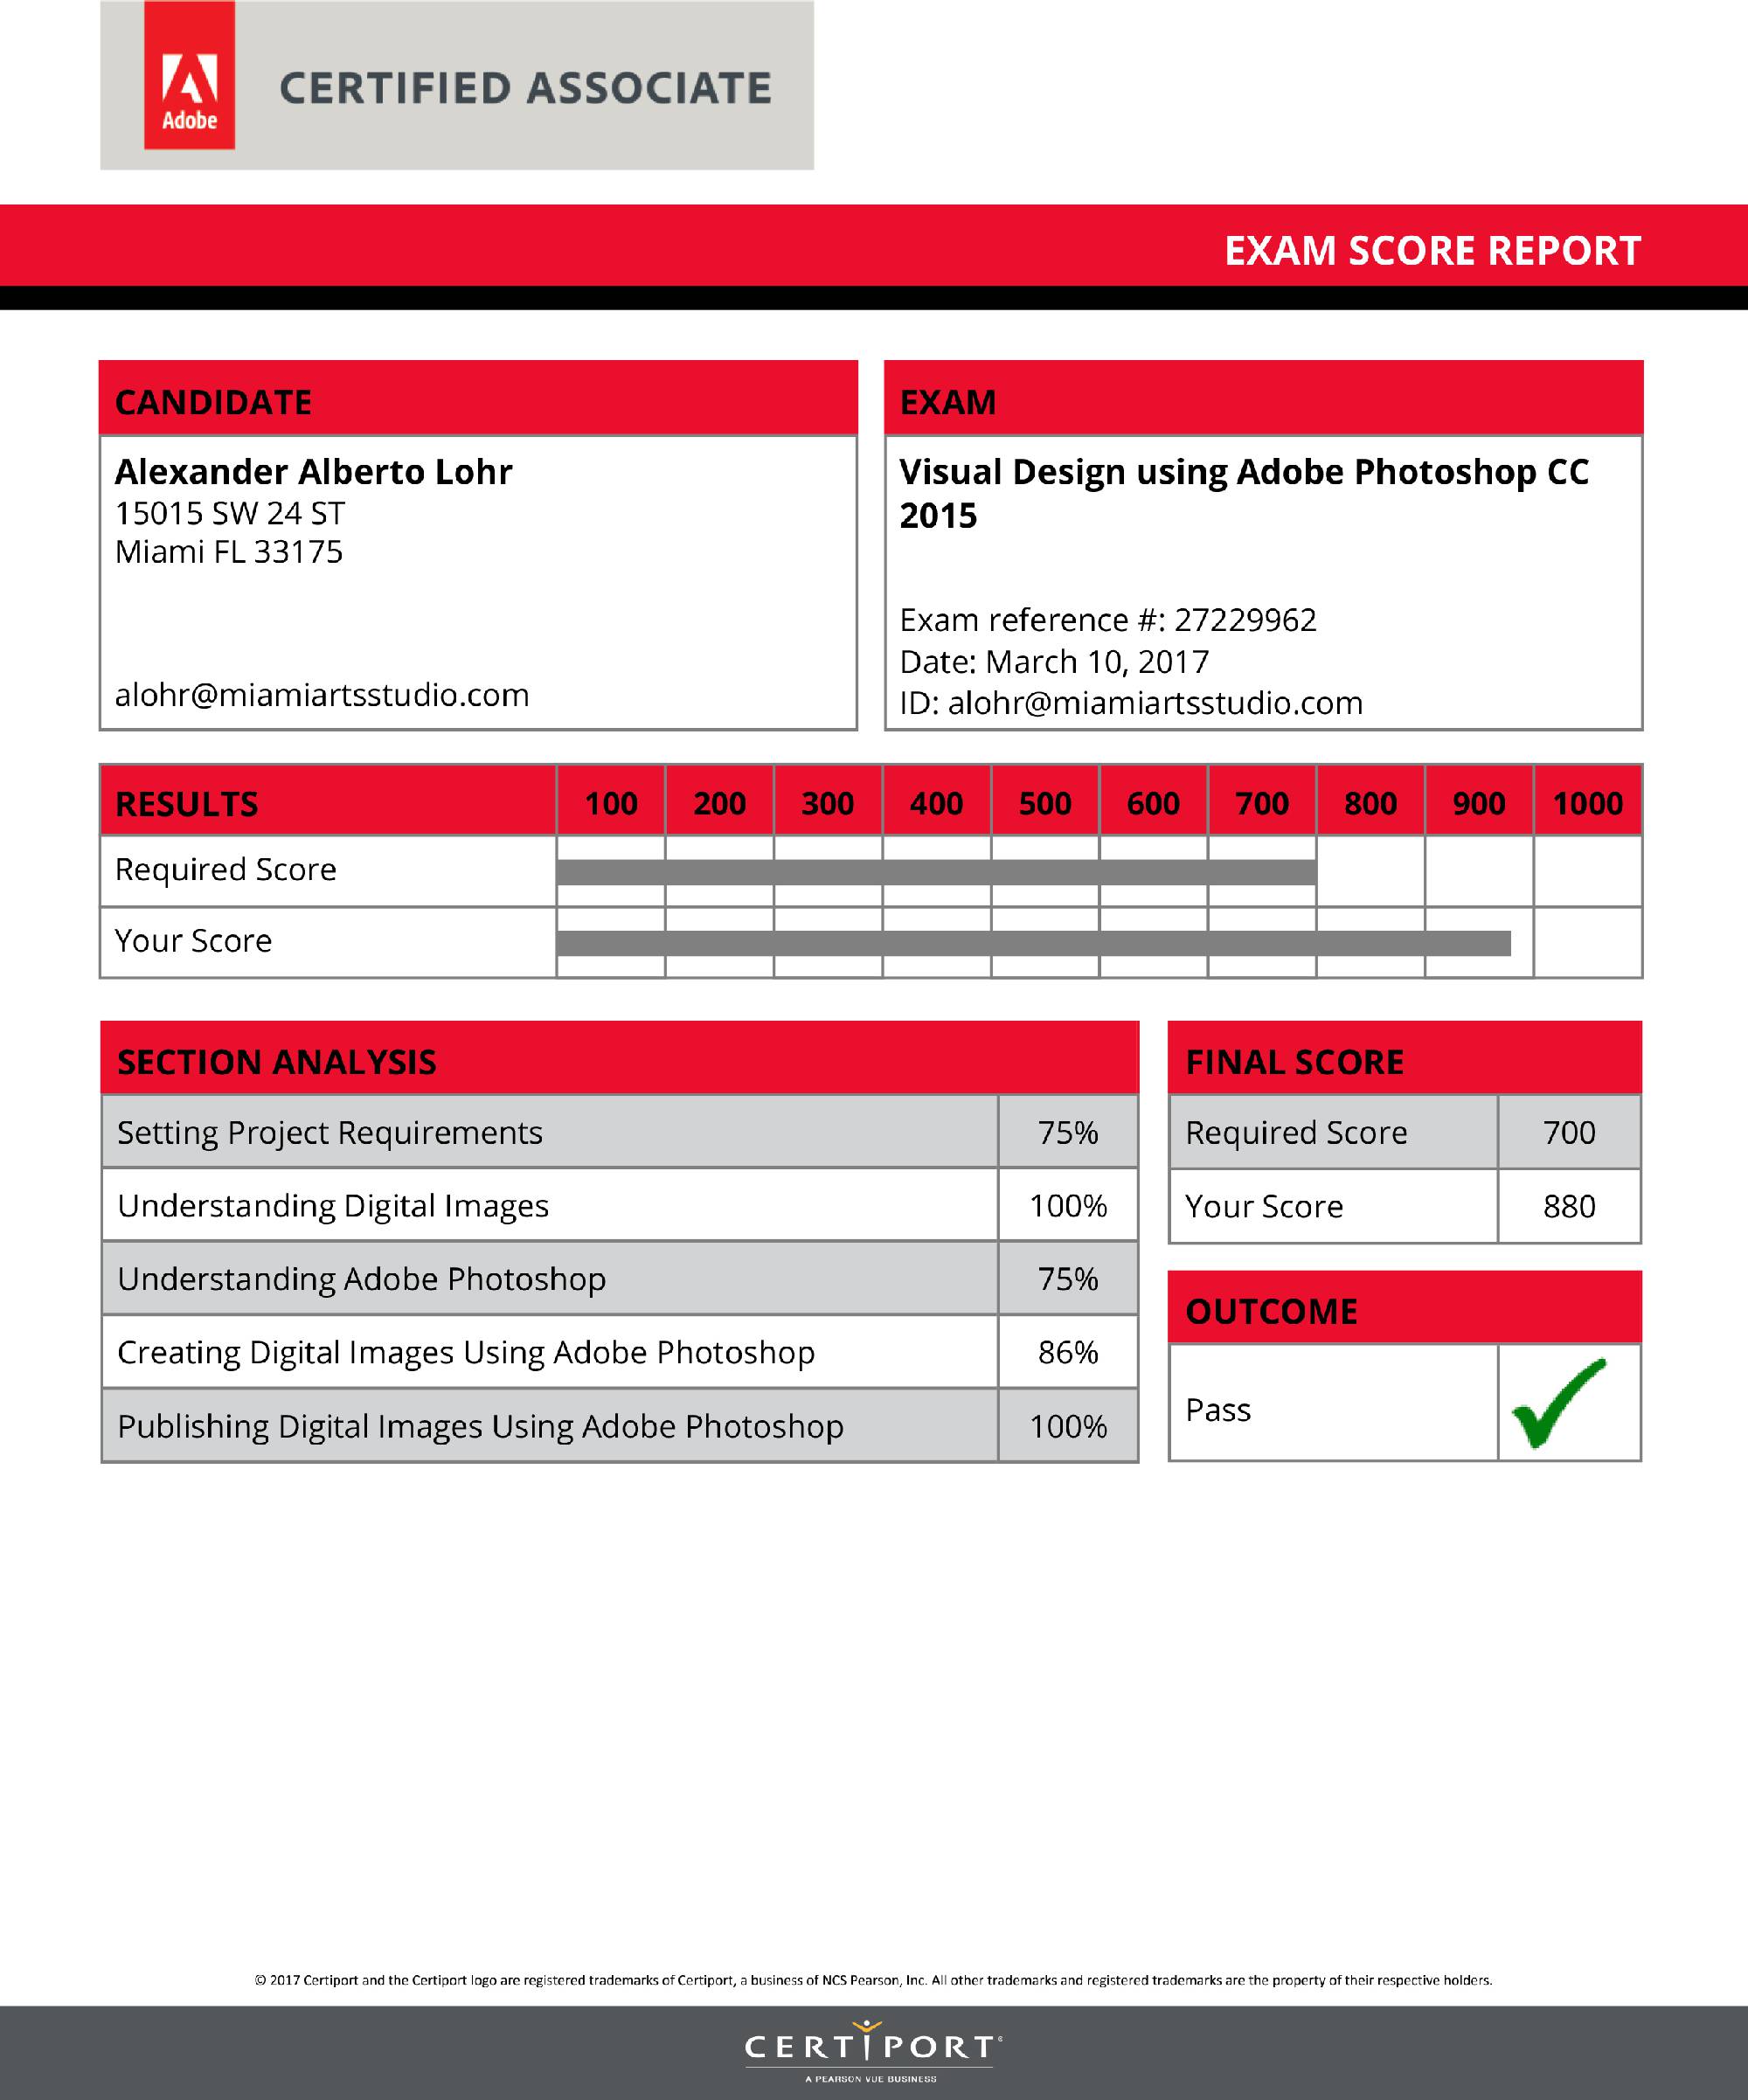 Adobe
CERTIFIED ASSOCIATE
EXAM SCORE REPORT
CANDIDATE
Alexander Alberto Lohr
15015 SW 24 ST
Miami FL 33175
alohr@miamiartsstudio.com
EXAM
Visual Design using Adobe Photoshop CC
2015
Exam reference #: 27229962
Date: March 10, 2017
ID: alohr@miamiartsstudio.com
RESULTS 100 200 300 400 500 600 700 800 900 1000
Required Score
Your Score
SECTION ANALYSIS
Setting Project Requirements 75%
Understanding Digital Images 100%
Understanding Adobe Photoshop 75%
Creating Digital Images Using Adobe Photoshop 86%
Publishing Digital Images Using Adobe Photoshop 100%
FINAL SCORE
Required Score 700
Your Score 880
OUTCOME
Pass
© 2017 Certiport and the Certiport logo are registered trademarks of Certiport, a business of NCS Pearson, Inc. All other trademarks and registered trademarks are the property of their respective holders.
CERTIPORT®
A PEARSON VUE BUSINESS